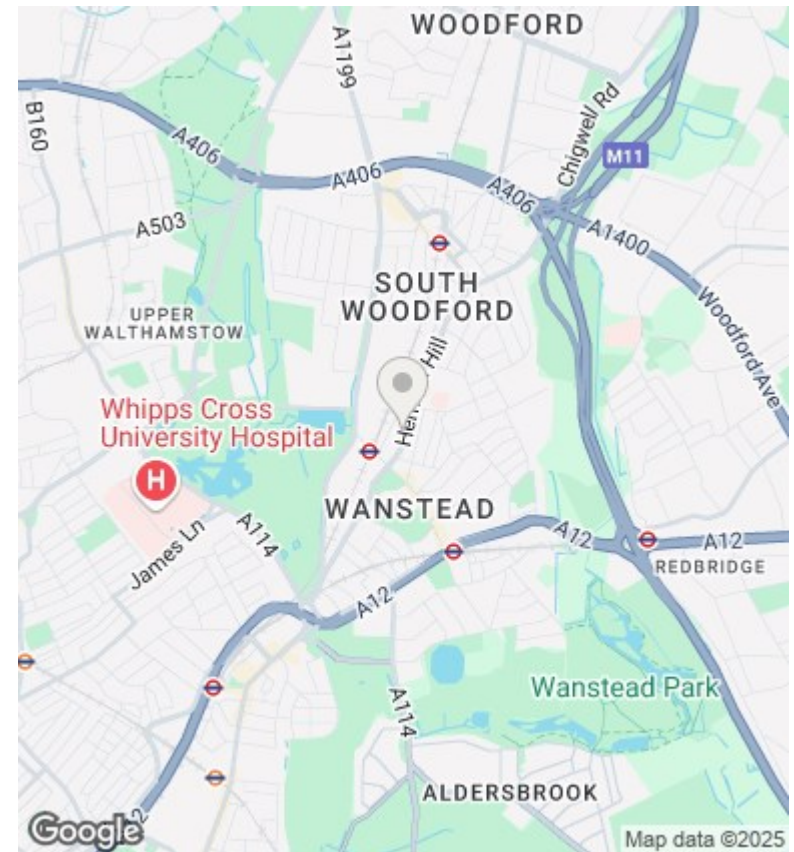 WOODFORD
A1199
B160
Chigwell Rd
A406
M11
A406
A406
A503
A1400
SOUTH
WOODFORD
UPPER
WALTHAMSTOW
Woodford Ave
Hill
Whipps Cross
University Hospital
H
WANSTEAD
A114
James Ln
A12
A12
REDBRIDGE
A12
Wanstead Park
A114
ALDERSBROOK
Google
Map data ©2025